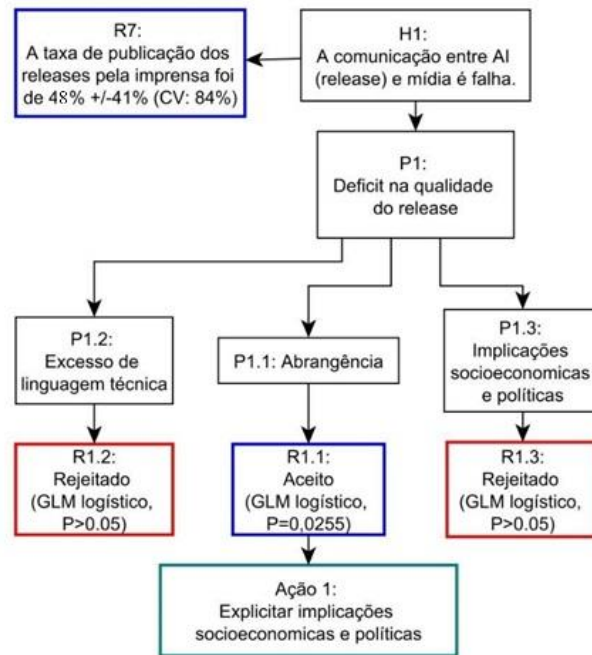 R7:
A taxa de publicação dos
releases pela imprensa foi
de 48% +/-41% (CV: 84%)
H1:
A comunicação entre AI
(release) e mídia é falha.
P1:
Deficit na qualidade
do release
P1.2:
Excesso de
linguagem técnica
P1.1: Abrangência
P1.3:
Implicações
socioeconomicas
e políticas
R1.2:
Rejeitado
(GLM logístico,
P>0.05)
R1.1:
Aceito
(GLM logístico,
P=0,0255)
R1.3:
Rejeitado
(GLM logístico,
P>0.05)
Ação 1:
Explicitar implicações
socioeconomicas e políticas